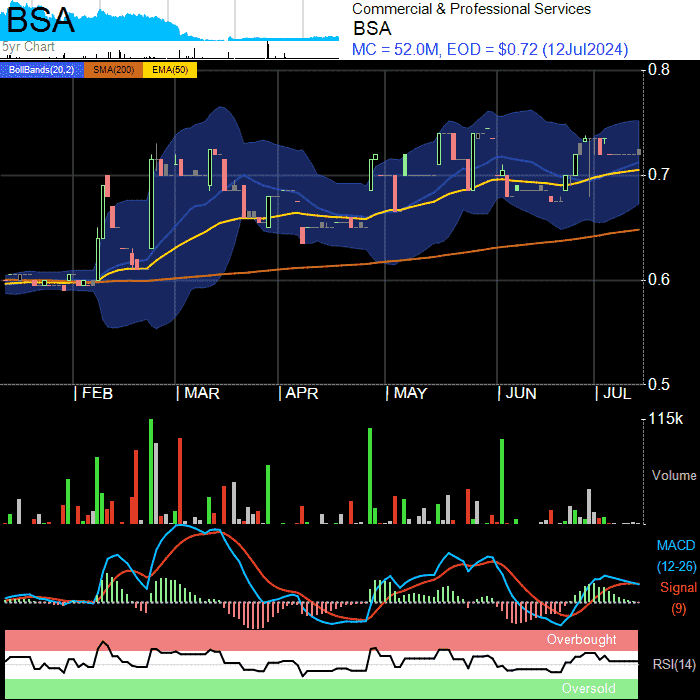 BSA
5yr Chart
Commercial & Professional Services
BSA
MC = 52.0M, EOD = $0.72 (12Jul2024)
BollBands(20,2) SMA(200) EMA(50)
0.8
0.7
0.6
0.5
| FEB | MAR | APR | MAY | JUN | JUL
115k
Volume
MACD
(12-26)
Signal
(9)
Overbought
RSI(14)
Oversold